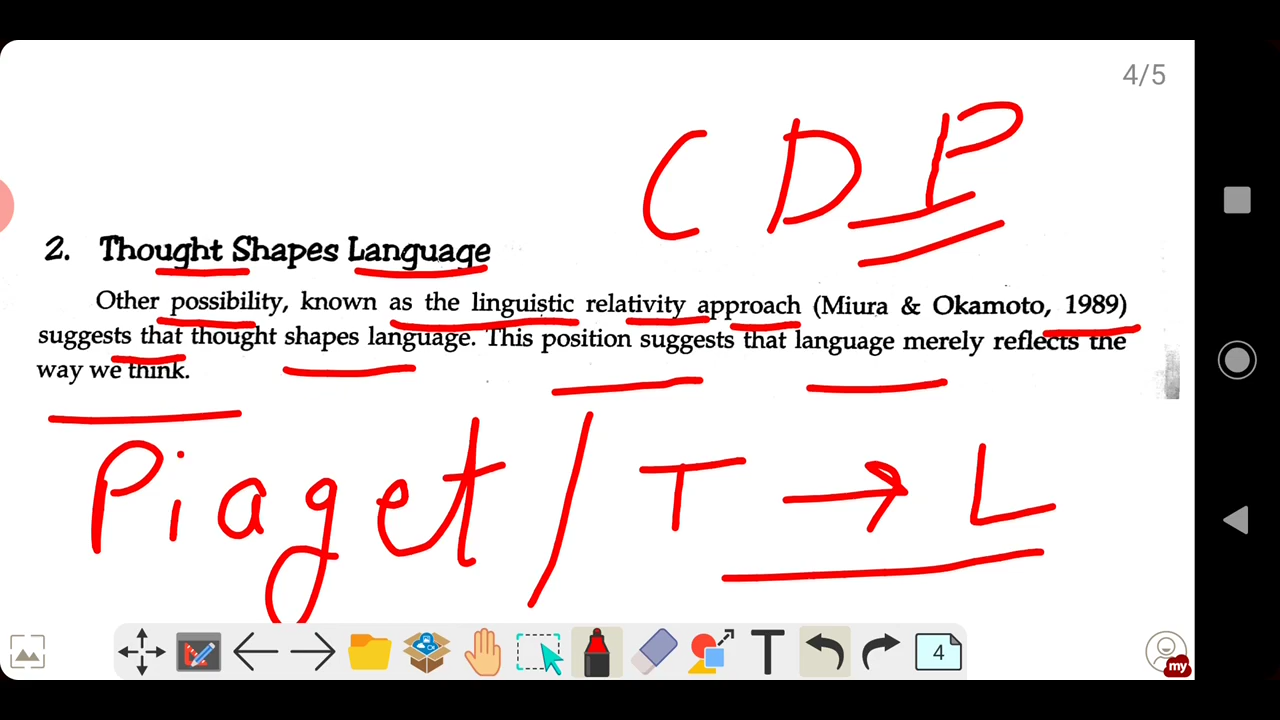 4/5
C D P
2. Thought Shapes Language
Other possibility, known as the linguistic relativity approach (Miura & Okamoto, 1989)
suggests that thought shapes language. This position suggests that language merely reflects the
way we think.
Piaget / T → L
T
4
my